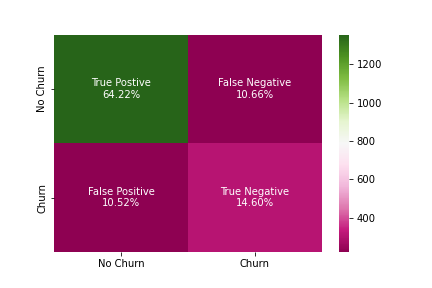 True Postive
64.22%
False Negative
10.66%
False Positive
10.52%
True Negative
14.60%
No Churn
Churn
No Churn
Churn
1200
1000
800
600
400